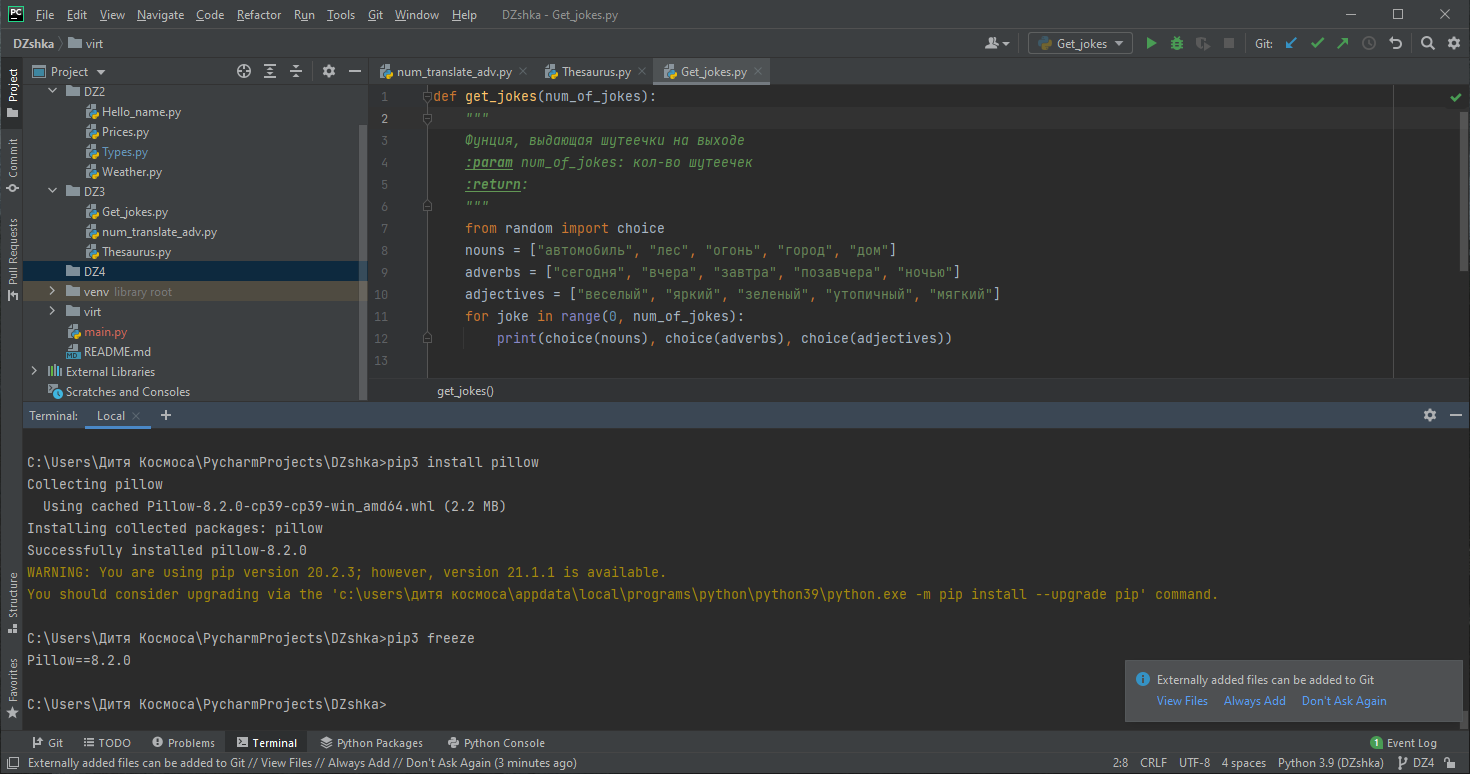 PC File Edit View Navigate Code Refactor Run Tools Git Window Help DZshka - Get_jokes.py
DZshka virt Get_jokes Git:
Project
num_translate_adv.py Thesaurus.py Get_jokes.py
Project
Commit
Pull Requests
DZ2
Hello_name.py
Prices.py
Types.py
Weather.py
DZ3
Get_jokes.py
num_translate_adv.py
Thesaurus.py
DZ4
venv library root
virt
main.py
README.md
External Libraries
Scratches and Consoles
1 def get_jokes(num_of_jokes):
2 """
3 Фунция, выдающая шутеечки на выходе
4 :param num_of_jokes: кол-во шутеечек
5 :return:
6 """
7 from random import choice
8 nouns = ["автомобиль", "лес", "огонь", "город", "дом"]
9 adverbs = ["сегодня", "вчера", "завтра", "позавчера", "ночью"]
10 adjectives = ["веселый", "яркий", "зеленый", "утопичный", "мягкий"]
11 for joke in range(0, num_of_jokes):
12 print(choice(nouns), choice(adverbs), choice(adjectives))
13
get_jokes()
Terminal: Local
C:\Users\Дитя Космоса\PycharmProjects\DZshka>pip3 install pillow
Collecting pillow
Using cached Pillow-8.2.0-cp39-cp39-win_amd64.whl (2.2 MB)
Installing collected packages: pillow
Successfully installed pillow-8.2.0
WARNING: You are using pip version 20.2.3; however, version 21.1.1 is available.
You should consider upgrading via the 'c:\users\дитя космоса\appdata\local\programs\python\python39\python.exe -m pip install --upgrade pip' command.
C:\Users\Дитя Космоса\PycharmProjects\DZshka>pip3 freeze
Pillow==8.2.0
C:\Users\Дитя Космоса\PycharmProjects\DZshka>
Structure
Favorites
Externally added files can be added to Git
View Files Always Add Don't Ask Again
Git TODO Problems Terminal Python Packages Python Console 1 Event Log
Externally added files can be added to Git // View Files // Always Add // Don't Ask Again (3 minutes ago) 2:8 CRLF UTF-8 4 spaces Python 3.9 (DZshka) DZ4